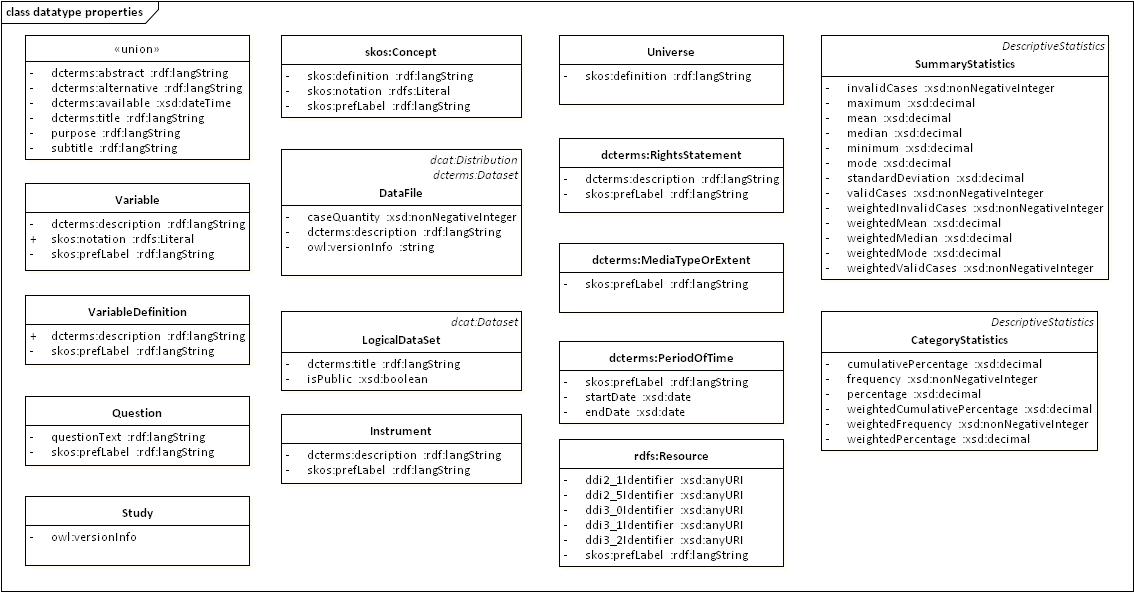 class datatype properties
«union»
- dcterms:abstract :rdf:langString
- dcterms:alternative :rdf:langString
- dcterms:available :xsd:dateTime
- dcterms:title :rdf:langString
- purpose :rdf:langString
- subtitle :rdf:langString
Variable
- dcterms:description :rdf:langString
+ skos:notation :rdfs:Literal
- skos:prefLabel :rdf:langString
VariableDefinition
+ dcterms:description :rdf:langString
- skos:prefLabel :rdf:langString
Question
- questionText :rdf:langString
- skos:prefLabel :rdf:langString
Study
- owl:versionInfo
skos:Concept
- skos:definition :rdf:langString
- skos:notation :rdfs:Literal
- skos:prefLabel :rdf:langString
dcat:Distribution
dcterms:Dataset
DataFile
- caseQuantity :xsd:nonNegativeInteger
- dcterms:description :rdf:langString
- owl:versionInfo :string
dcat:Dataset
LogicalDataSet
- dcterms:title :rdf:langString
- isPublic :xsd:boolean
Instrument
- dcterms:description :rdf:langString
- skos:prefLabel :rdf:langString
Universe
- skos:definition :rdf:langString
dcterms:RightsStatement
- dcterms:description :rdf:langString
- skos:prefLabel :rdf:langString
dcterms:MediaTypeOrExtent
- skos:prefLabel :rdf:langString
dcterms:PeriodOfTime
- skos:prefLabel :rdf:langString
- startDate :xsd:date
- endDate :xsd:date
rdfs:Resource
- ddi2_1Identifier :xsd:anyURI
- ddi2_5Identifier :xsd:anyURI
- ddi3_0Identifier :xsd:anyURI
- ddi3_1Identifier :xsd:anyURI
- ddi3_2Identifier :xsd:anyURI
- skos:prefLabel :rdf:langString
DescriptiveStatistics
SummaryStatistics
- invalidCases :xsd:nonNegativeInteger
- maximum :xsd:decimal
- mean :xsd:decimal
- median :xsd:decimal
- minimum :xsd:decimal
- mode :xsd:decimal
- standardDeviation :xsd:decimal
- validCases :xsd:nonNegativeInteger
- weightedInvalidCases :xsd:nonNegativeInteger
- weightedMean :xsd:decimal
- weightedMedian :xsd:decimal
- weightedMode :xsd:decimal
- weightedValidCases :xsd:nonNegativeInteger
DescriptiveStatistics
CategoryStatistics
- cumulativePercentage :xsd:decimal
- frequency :xsd:nonNegativeInteger
- percentage :xsd:decimal
- weightedCumulativePercentage :xsd:decimal
- weightedFrequency :xsd:nonNegativeInteger
- weightedPercentage :xsd:decimal